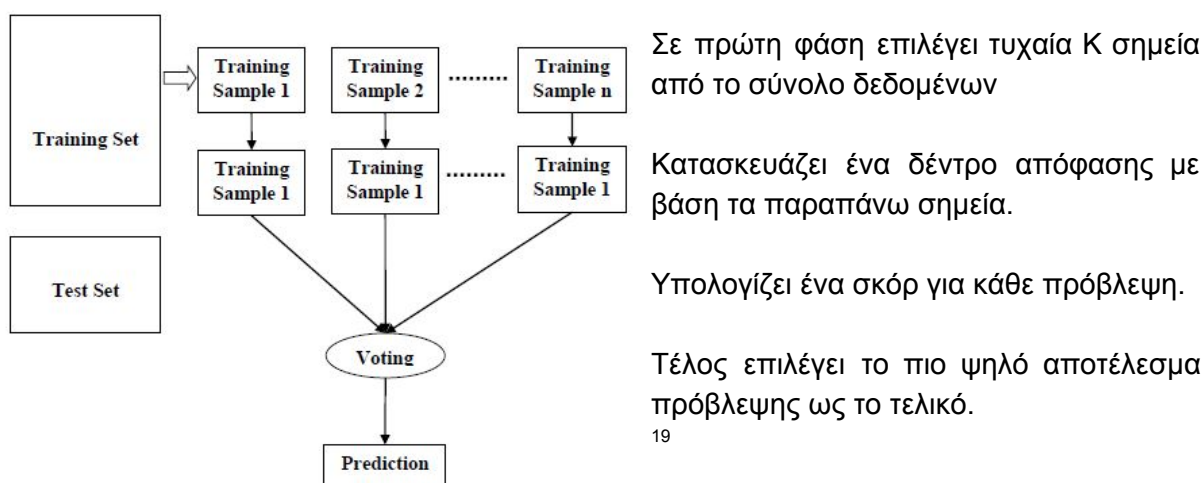 Training Set
Training
Sample 1
Training
Sample 2
.........
Training
Sample n
Training
Sample 1
Training
Sample 1
.........
Training
Sample 1
Test Set
Voting
Prediction
Σε πρώτη φάση επιλέγει τυχαία Κ σημεία
από το σύνολο δεδομένων
Κατασκευάζει ένα δέντρο απόφασης με
βάση τα παραπάνω σημεία.
Υπολογίζει ένα σκόρ για κάθε πρόβλεψη.
Τέλος επιλέγει το πιο ψηλό αποτέλεσμα
πρόβλεψης ως το τελικό.
19